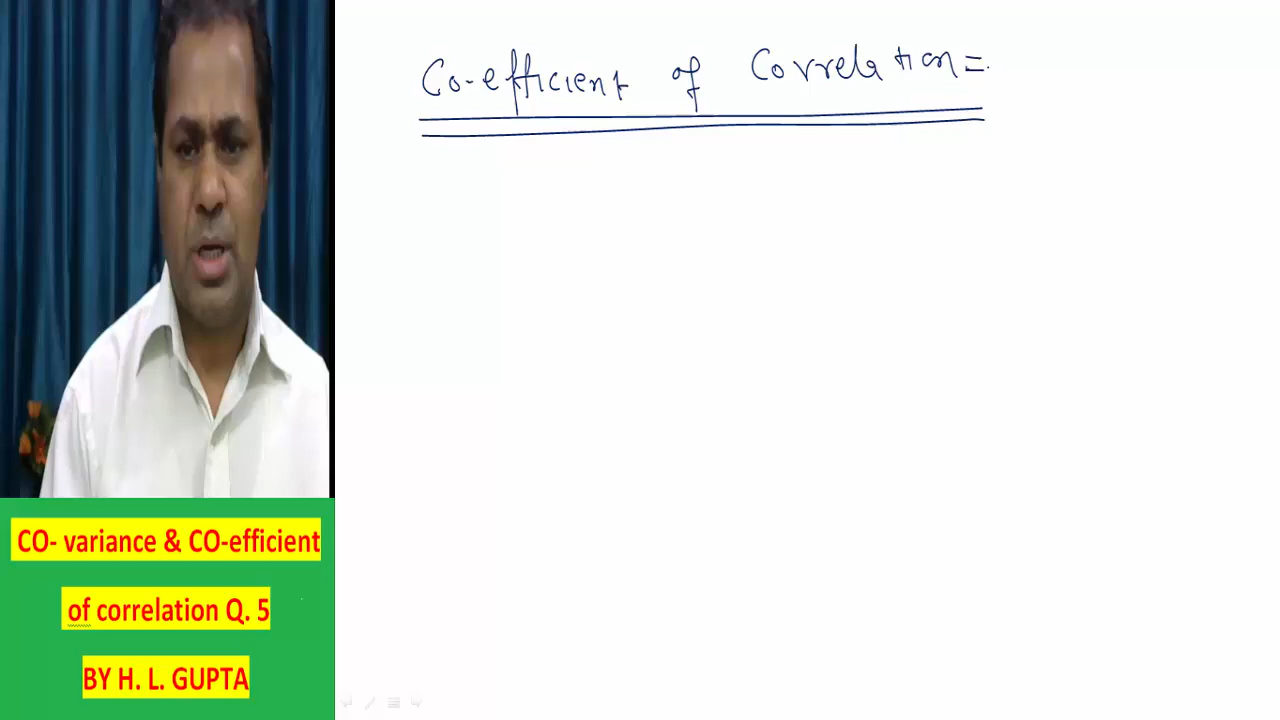 Co-efficient of Correlation =
CO- variance & CO-efficient
of correlation Q. 5
BY H. L. GUPTA